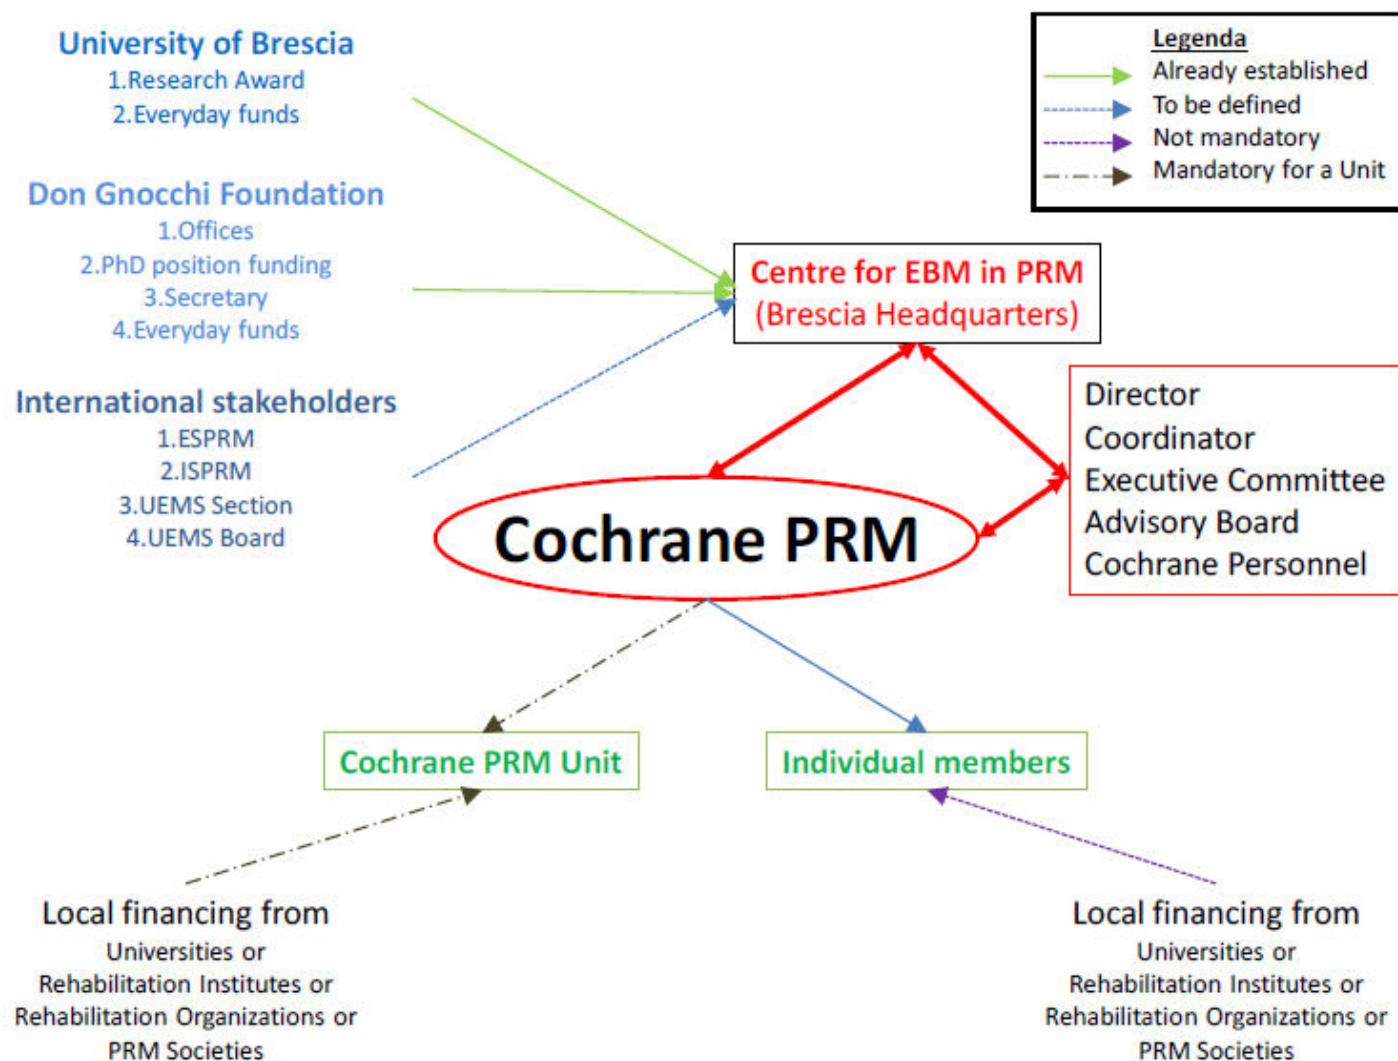 University of Brescia
1.Research Award
2.Everyday funds
Don Gnocchi Foundation
1.Offices
2.PhD position funding
3.Secretary
4.Everyday funds
International stakeholders
1.ESPRM
2.ISPRM
3.UEMS Section
4.UEMS Board
Legenda
Already established
To be defined
Not mandatory
Mandatory for a Unit
Centre for EBM in PRM
(Brescia Headquarters)
Director
Coordinator
Executive Committee
Advisory Board
Cochrane Personnel
Cochrane PRM
Cochrane PRM Unit
Individual members
Local financing from
Universities or
Rehabilitation Institutes or
Rehabilitation Organizations or
PRM Societies
Local financing from
Universities or
Rehabilitation Institutes or
Rehabilitation Organizations or
PRM Societies